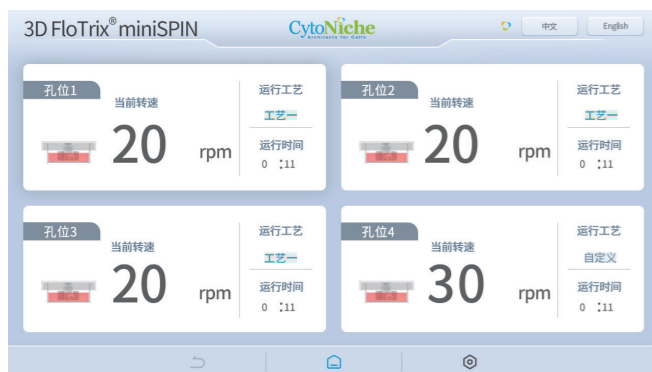 3D FloTrix® miniSPIN
CytoNiche
Architects for Cells
中文
English
孔位1
当前转速
20 rpm
运行工艺
工艺一
运行时间
0 :11
孔位2
当前转速
20 rpm
运行工艺
工艺一
运行时间
0 :11
孔位3
当前转速
20 rpm
运行工艺
工艺一
运行时间
0 :11
孔位4
当前转速
30 rpm
运行工艺
自定义
运行时间
0 :11